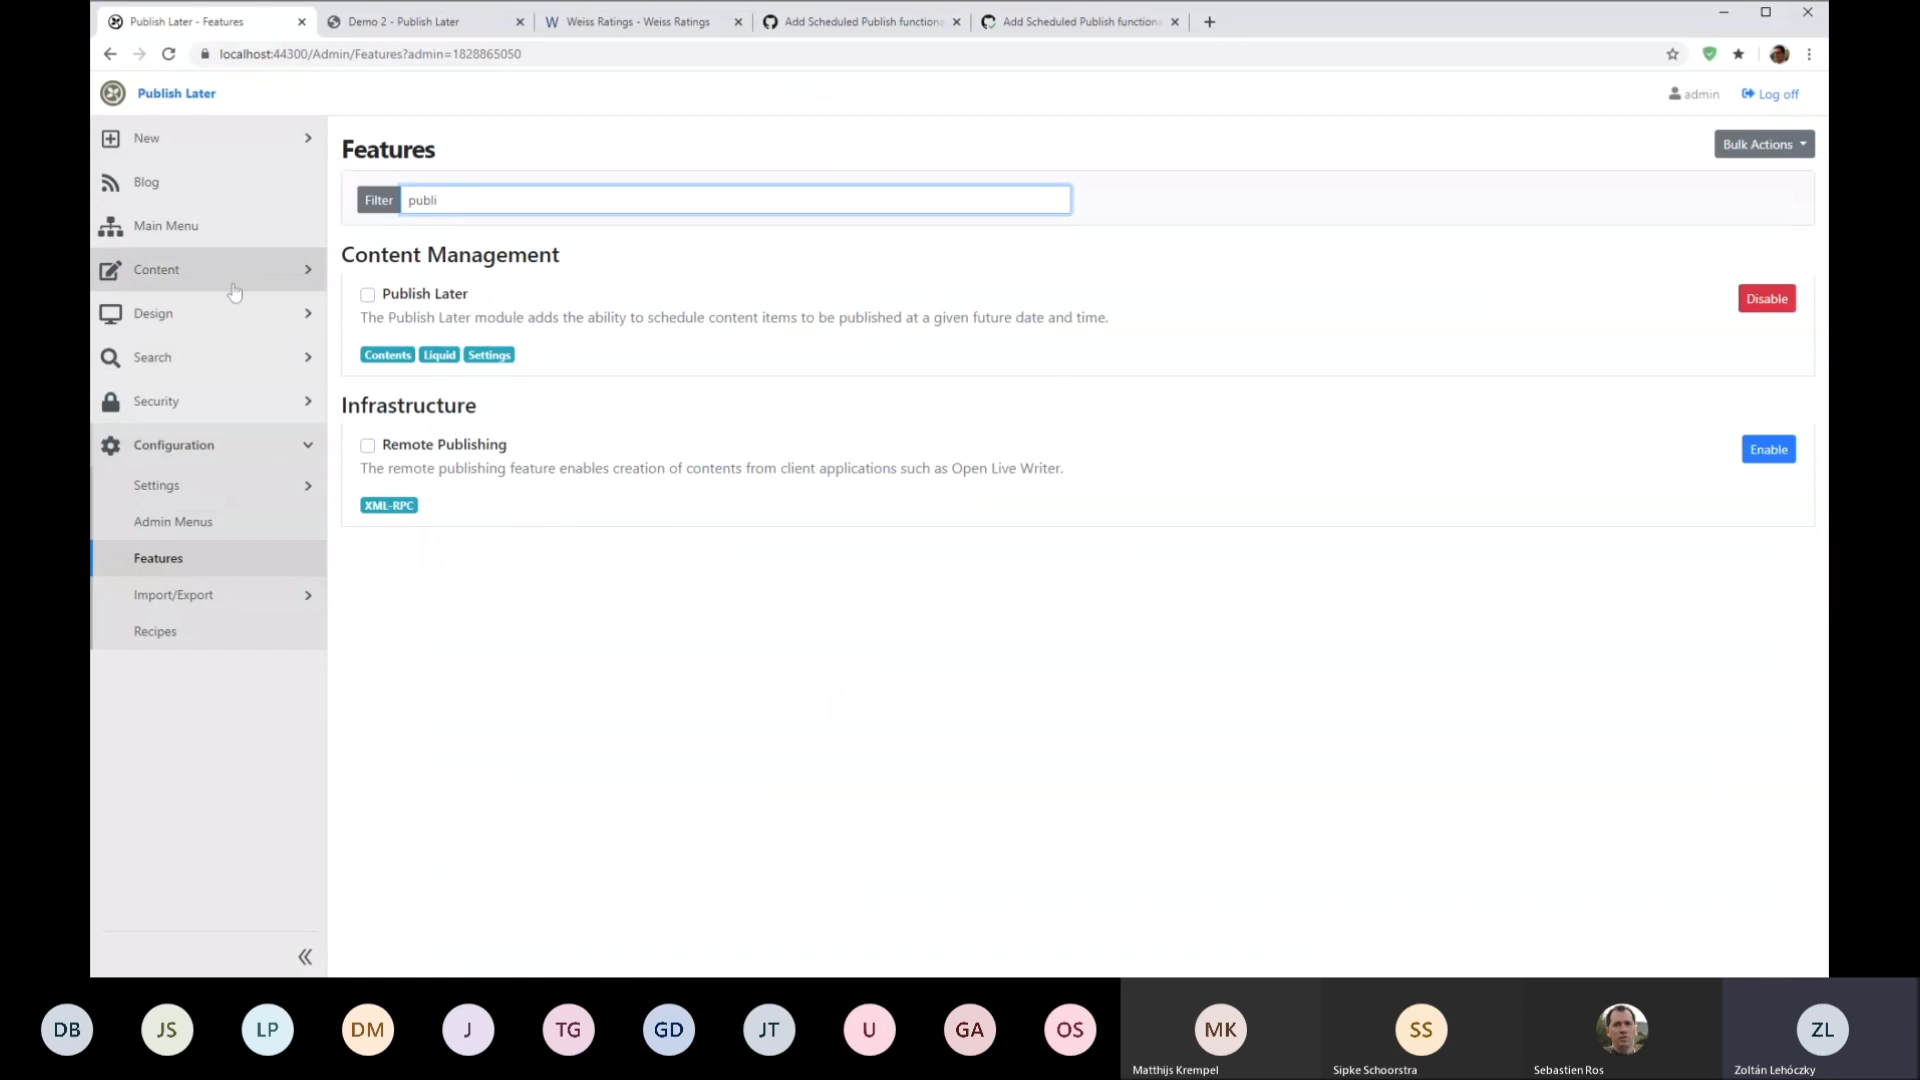 Publish Later - Features
Demo 2 - Publish Later
Weiss Ratings - Weiss Ratings
Add Scheduled Publish function
Add Scheduled Publish function
localhost:44300/Admin/Features?admin=1828865050
Publish Later
admin
Log off
New
Blog
Main Menu
Content
Design
Search
Security
Configuration
Settings
Admin Menus
Features
Import/Export
Recipes
Features
Bulk Actions
Filter
publi
Content Management
Publish Later
Disable
The Publish Later module adds the ability to schedule content items to be published at a given future date and time.
Contents Liquid Settings
Infrastructure
Remote Publishing
Enable
The remote publishing feature enables creation of contents from client applications such as Open Live Writer.
XML-RPC
DB
JS
LP
DM
J
TG
GD
JT
U
GA
OS
MK
SS
ZL
Matthijs Krempel
Sipke Schoorstra
Sebastien Ros
Zoltán Lehóczky